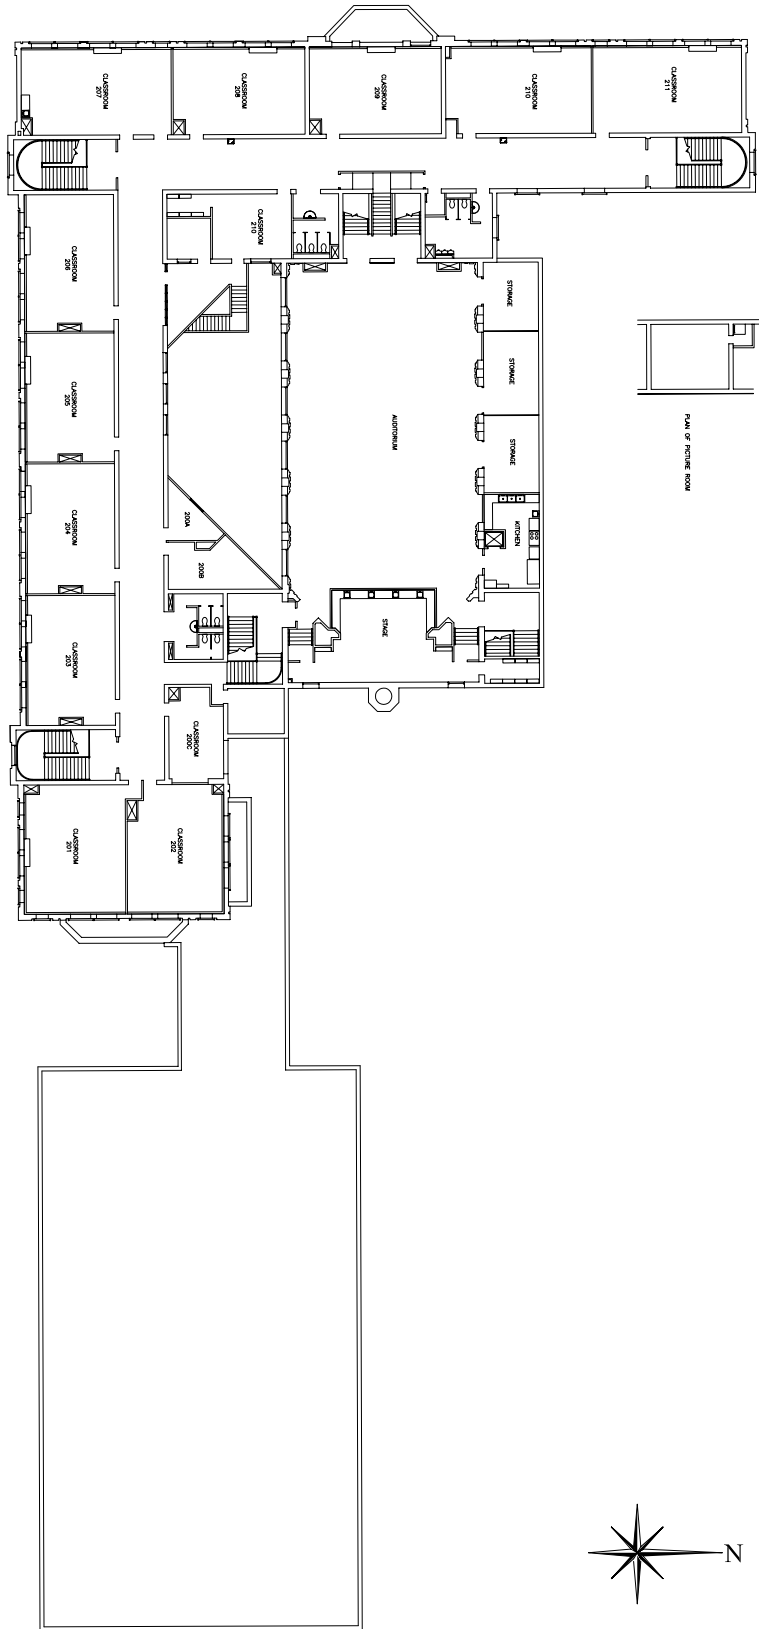 CLASSROOM
207
CLASSROOM
208
CLASSROOM
209
CLASSROOM
210
CLASSROOM
211
CLASSROOM
210
CLASSROOM
206
STORAGE
CLASSROOM
205
STORAGE
AUDITORIUM
STORAGE
PLAN OF PICTURE ROOM
CLASSROOM
204
200A
KITCHEN
200B
CLASSROOM
203
STAGE
CLASSROOM
200C
CLASSROOM
201
CLASSROOM
202
N